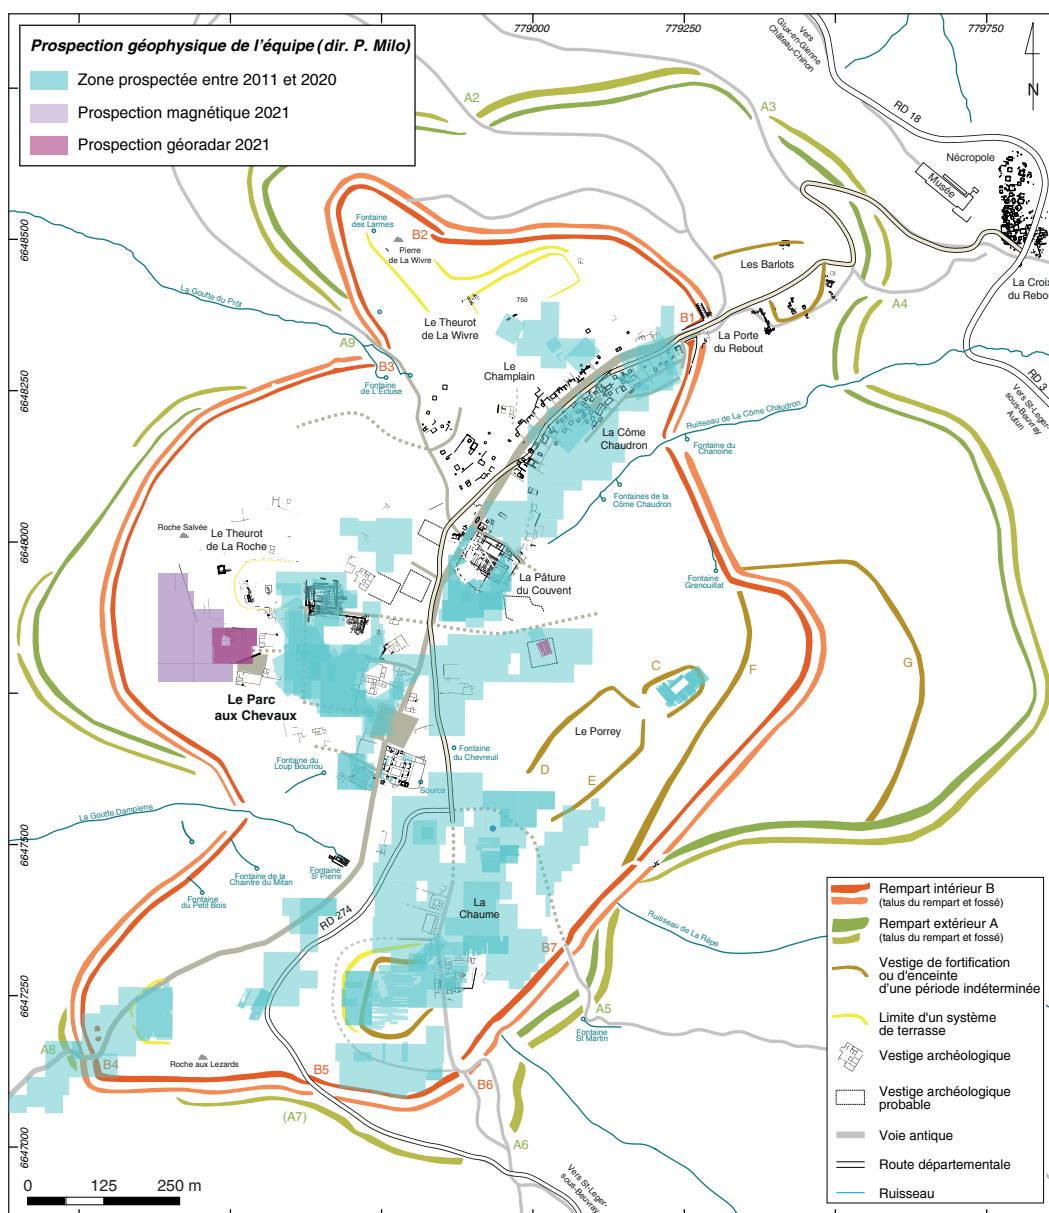 779000
779250
779750
Prospection géophysique de l'équipe (dir. P. Milo)
Zone prospectée entre 2011 et 2020
Prospection magnétique 2021
Prospection géoradar 2021
Vers
Glux-en-Glenne
Château-Chinon
N
A2
A3
RD 18
Nécropole
Musée
6648500
Fontaine
des Larmes
B2
Pierre
de La Wivre
Les Barlots
La Croix
du Rebout
La Goutte du Prôt
750
A4
Le Theurot
de La Wivre
B1
La Porte
du Rebout
A9
B3
Le
Champlain
RD 3
6648250
Fontaine
de L'Écluse
Vers St-Leger-
sous-Beuvray
Autun
Ruisseau de La Côme Chaudron
La Côme
Chaudron
Fontaine du
Chanoine
Fontaines de la
Côme Chaudron
Roche Salvée
Le Theurot
de La Roche
6648000
La Pâture
du Couvent
Fontaine
Grenouillat
C
F
G
Le Parc
aux Chevaux
Le Porrey
Fontaine
du Chevreuil
Fontaine du
Loup Bourrou
D
E
Source
La Goutte Dampierre
6647500
Fontaine
St Pierre
Fontaine de la
Chaintre du Mitan
Fontaine
du Petit Bois
RD 274
La
Chaume
B7
Ruisseau de La Rèpe
6647250
A5
Fontaine
St Martin
A8
B4
Roche aux Lezards
B5
B6
(A7)
A6
6647000
Vers St-Leger-
sous-Beuvray
0
125
250 m
Rempart intérieur B
(talus du rempart et fossé)
Rempart extérieur A
(talus du rempart et fossé)
Vestige de fortification
ou d'enceinte
d'une période indéterminée
Limite d'un système
de terrasse
Vestige archéologique
Vestige archéologique
probable
Voie antique
Route départementale
Ruisseau